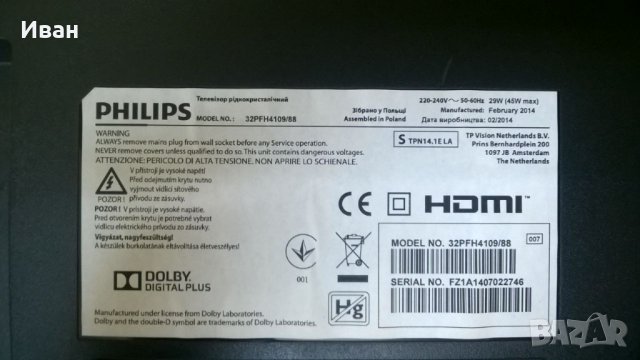 Иван
PHILIPS
Телевізор рідкокристалічний
MODEL NO.: 32PFH4109/88
Зібрано у Польщі
Assembled in Poland
220-240V~ 50-60Hz 29W (45W max)
Manufactured: February 2014
Дата виробництва: 02/2014
WARNING
ALWAYS remove mains plug from wall socket before any Service operation.
NEVER remove covers unless qualified to do so. This unit contains dangerous voltages.
ATTENZIONE: PERICOLO DI ALTA TENSIONE. NON APRIRE LO SCHIENALE.
S TPN14.1E LA
TP Vision Netherlands B.V.
Prins Bernhardplein 200
1097 JB Amsterdam
The Netherlands
V přístroji je vysoké napětí
Před odejmutím krytu nutno
vyjmout vidlici síťového
POZOR! přívodu ze zásuvky.
POZOR! V prístroji je vysoké napätie.
Pred otvorením krytu je potrebné vybrať
vidlicu elektrického prívodu zo zásuvky.
Vigyázat, nagyfeszültség!
A készülék burkolatának eltávolítása életveszélyes!
001
CE
HDMI™
MODEL NO. 32PFH4109/88
007
SERIAL NO. FZ1A1407022746
DOLBY
DIGITAL PLUS
Hg
Manufactured under license from Dolby Laboratories.
Dolby and the double-D symbol are trademarks of Dolby Laboratories.
BAZAR